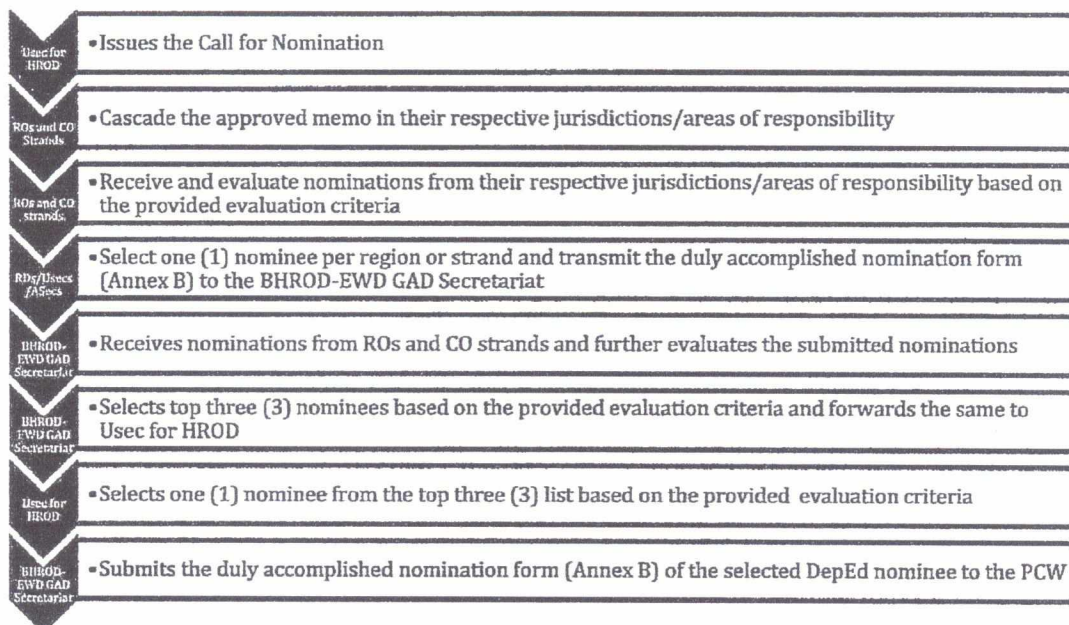 Usec for
HROD
•Issues the Call for Nomination
ROs and CO
Strands
•Cascade the approved memo in their respective jurisdictions/areas of responsibility
ROs and CO
strands
•Receive and evaluate nominations from their respective jurisdictions/areas of responsibility based on
the provided evaluation criteria
RDs/Usecs
/ASecs
•Select one (1) nominee per region or strand and transmit the duly accomplished nomination form
(Annex B) to the BHROD-EWD GAD Secretariat
BHROD-
EWD GAD
Secretariat
•Receives nominations from ROs and CO strands and further evaluates the submitted nominations
BHROD-
EWD GAD
Secretariat
•Selects top three (3) nominees based on the provided evaluation criteria and forwards the same to
Usec for HROD
Usec for
HROD
•Selects one (1) nominee from the top three (3) list based on the provided evaluation criteria
BHROD-
EWD GAD
Secretariat
•Submits the duly accomplished nomination form (Annex B) of the selected DepEd nominee to the PCW